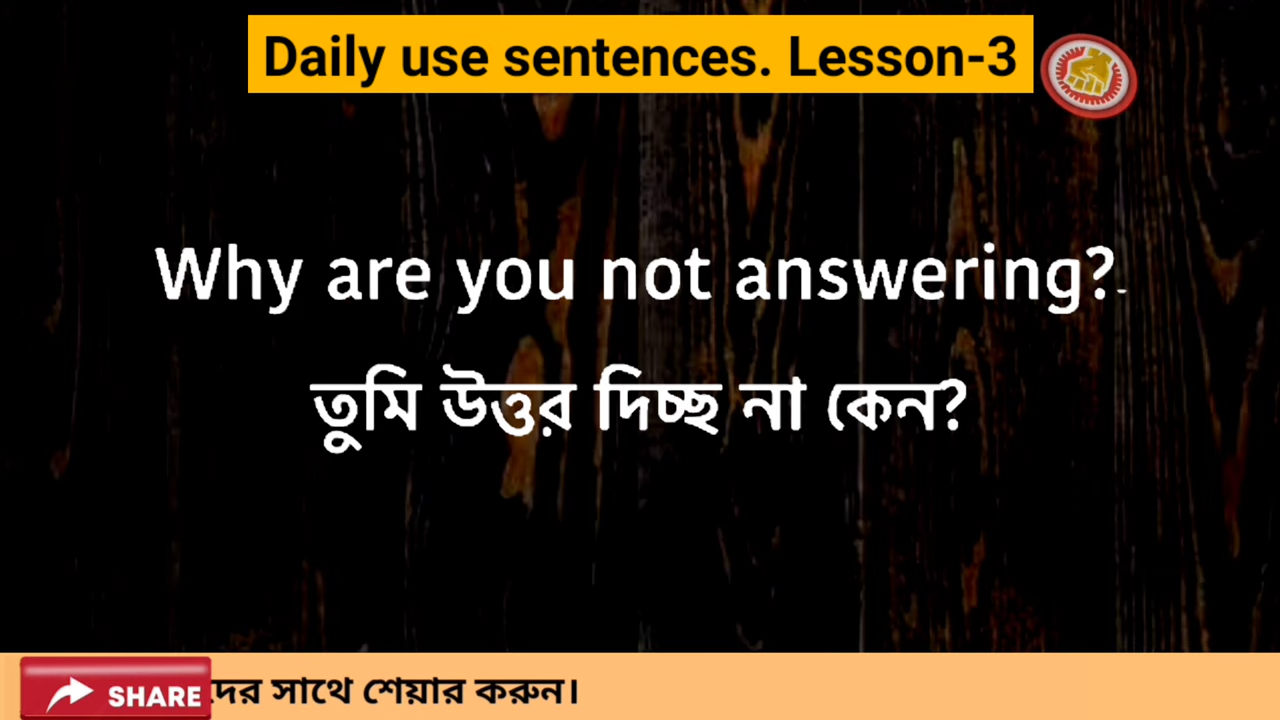 Daily use sentences. Lesson-3
Why are you not answering?
তুমি উত্তর দিচ্ছ না কেন?
SHARE
সাথে শেয়ার করুন।